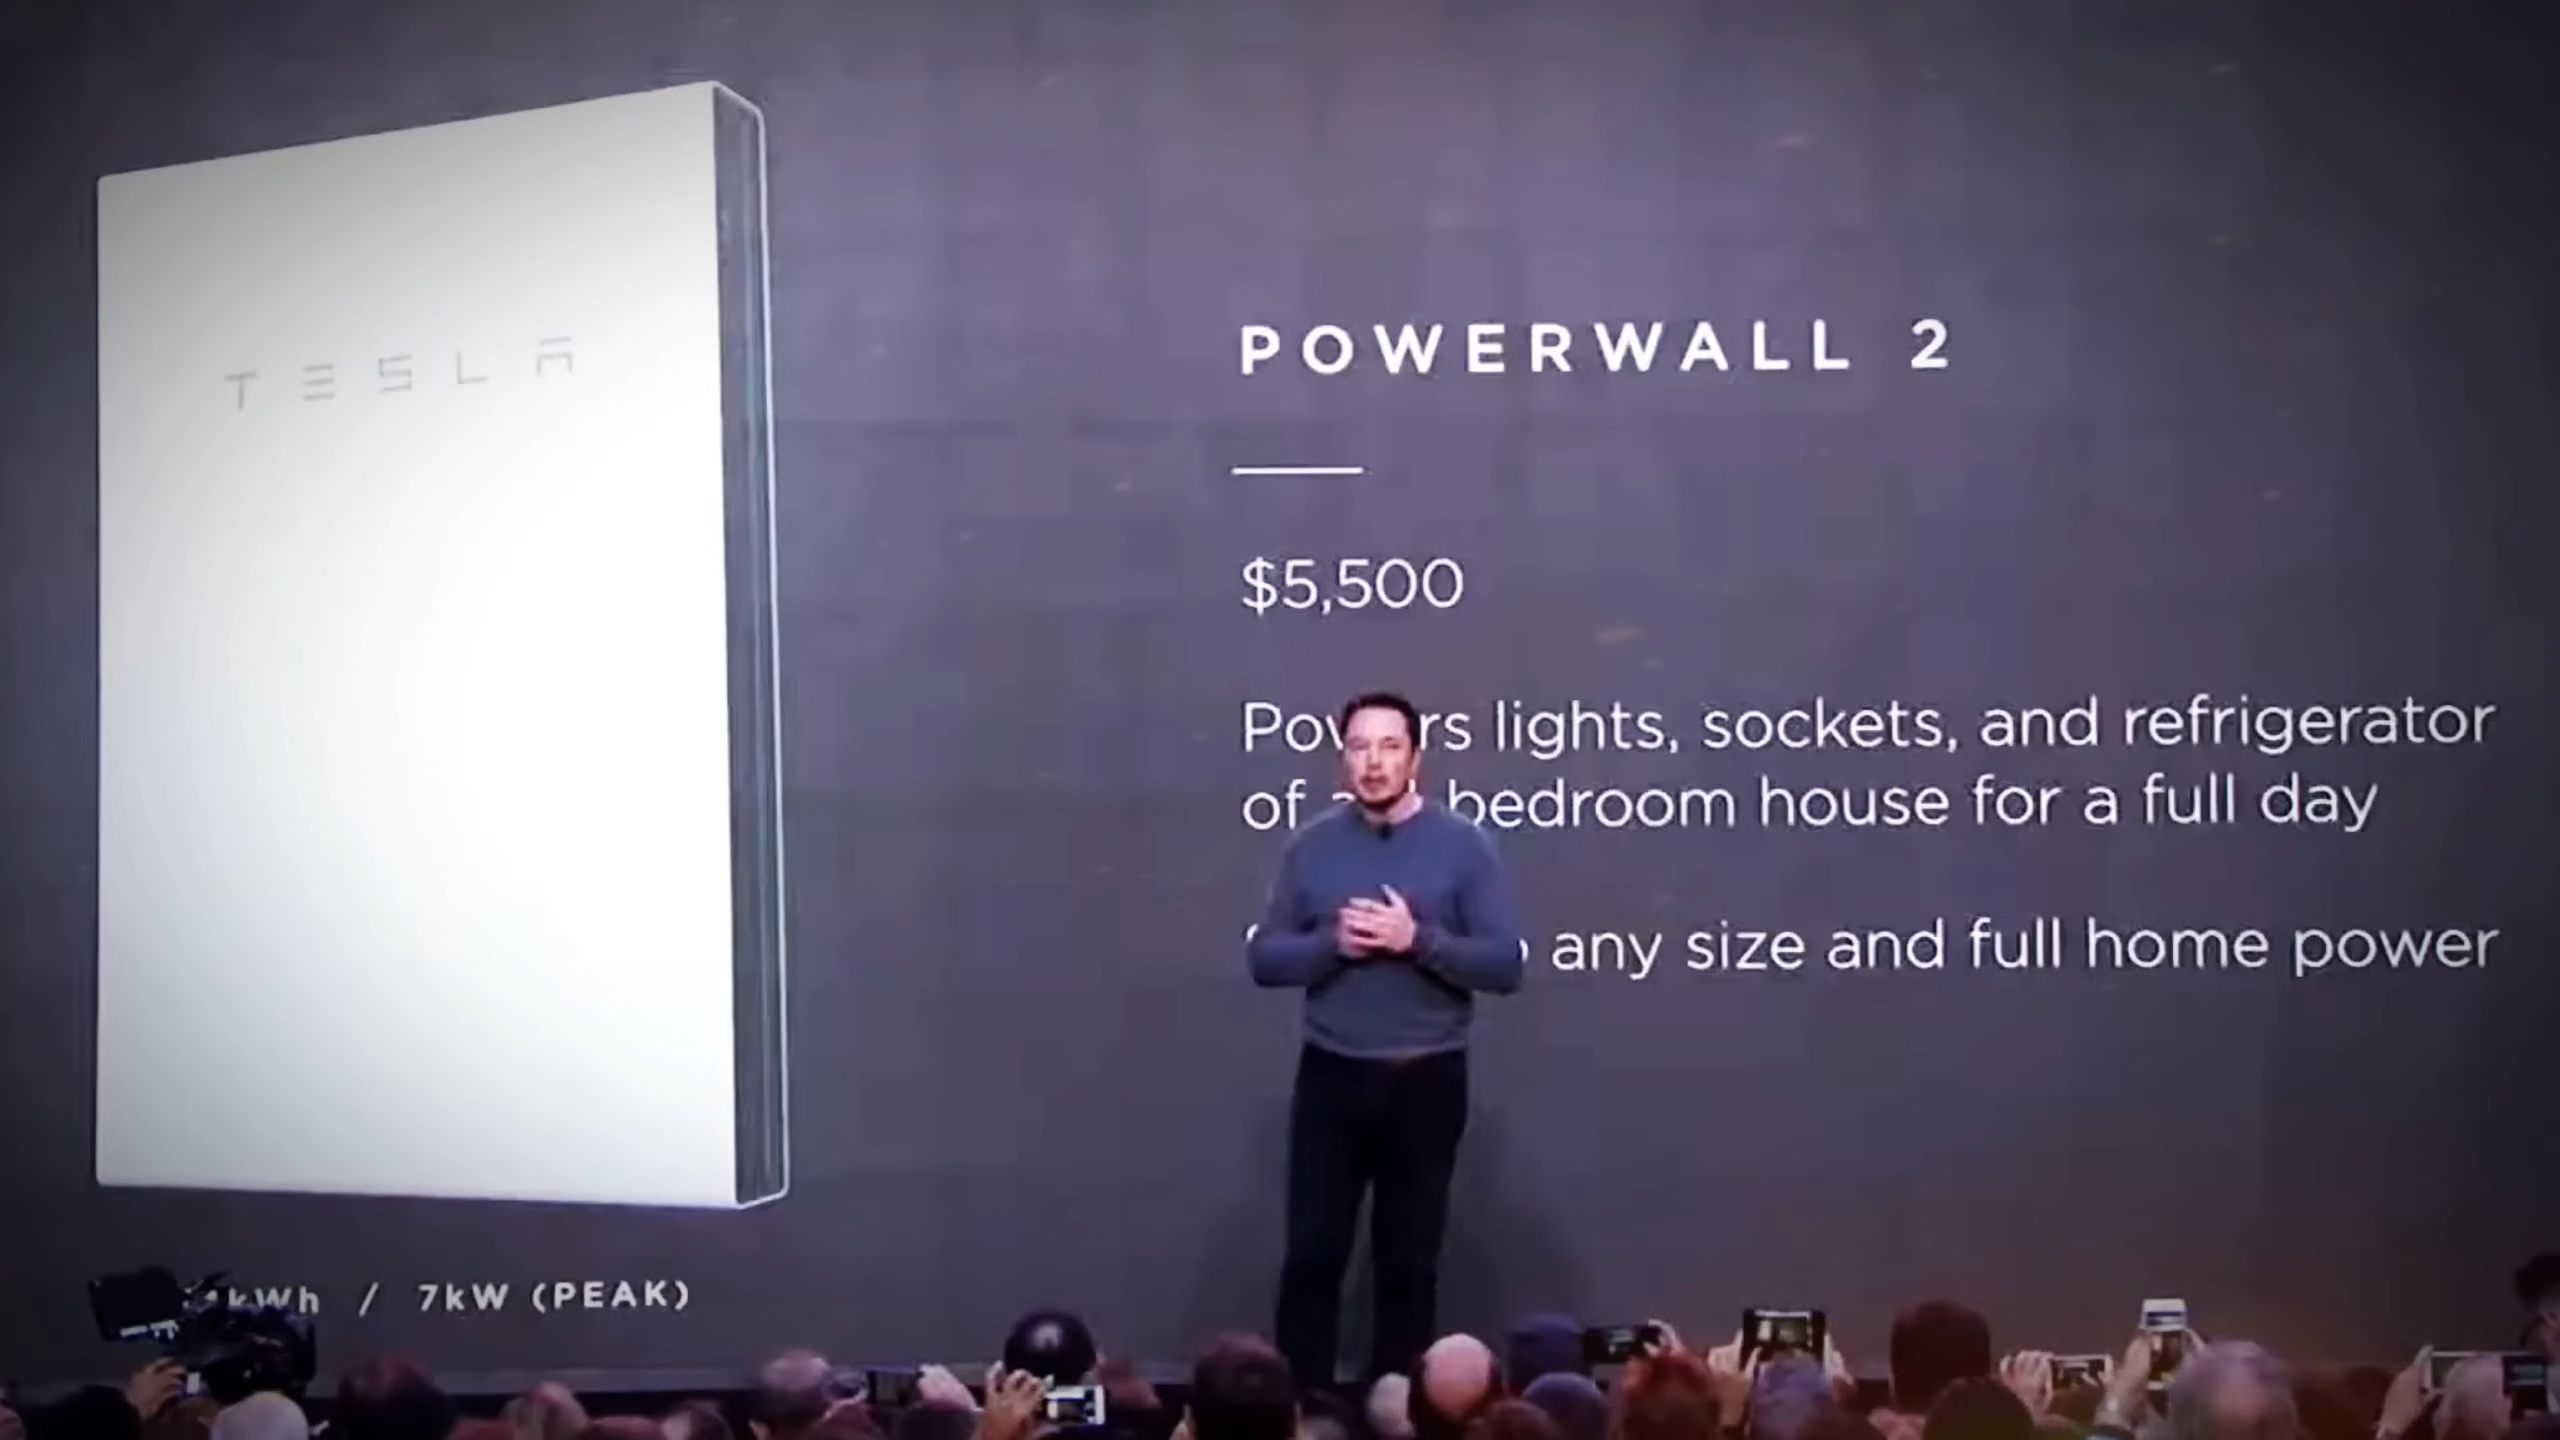 TESLA
POWERWALL 2
$5,500
lights, sockets, and refrigerator
of bedroom house for a full day
any size and full home power
/ 7kW (PEAK)